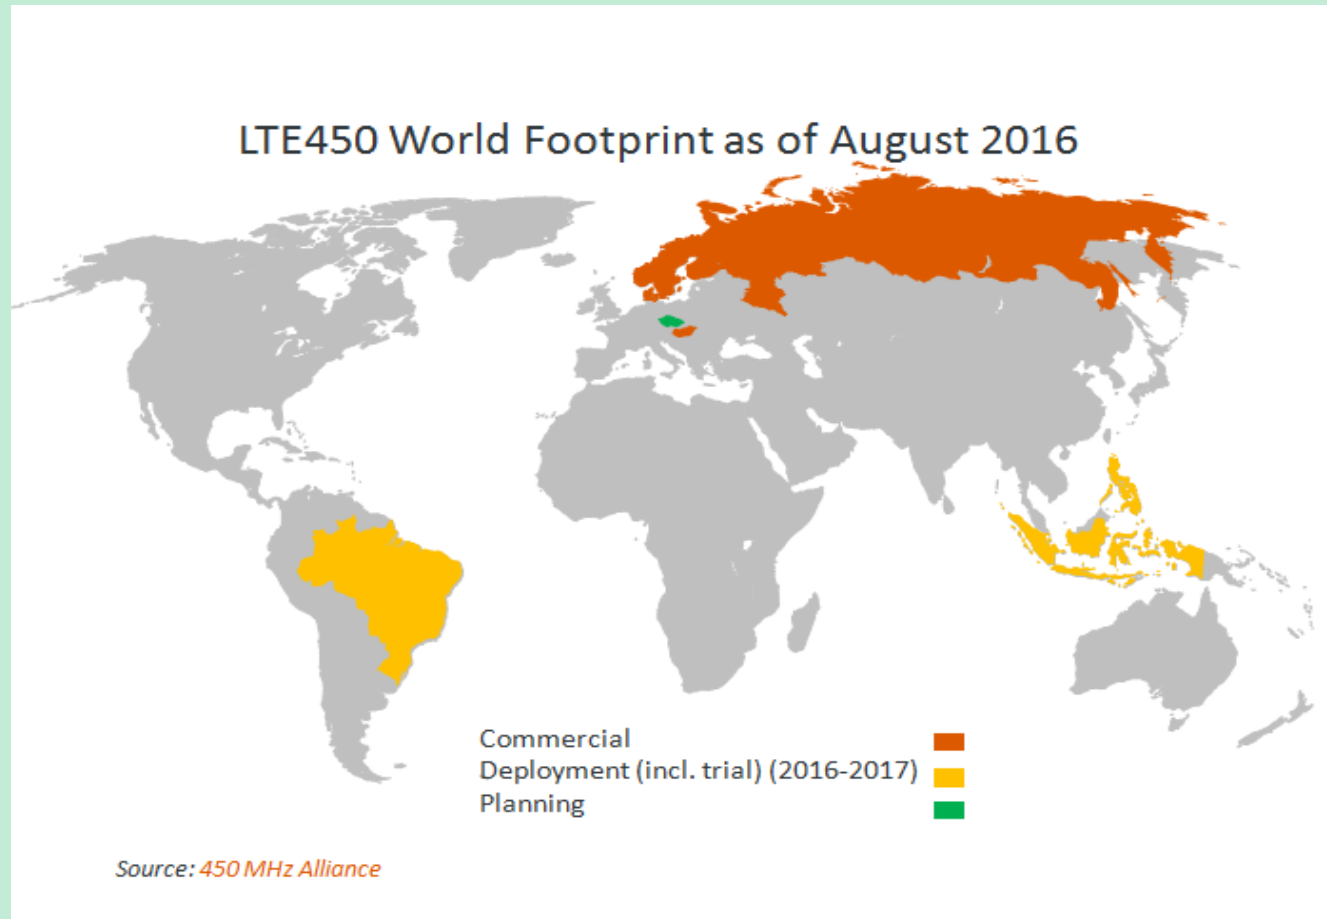 LTE450 World Footprint as of August 2016
Commercial
Deployment (incl. trial) (2016-2017)
Planning
Source: 450 MHz Alliance